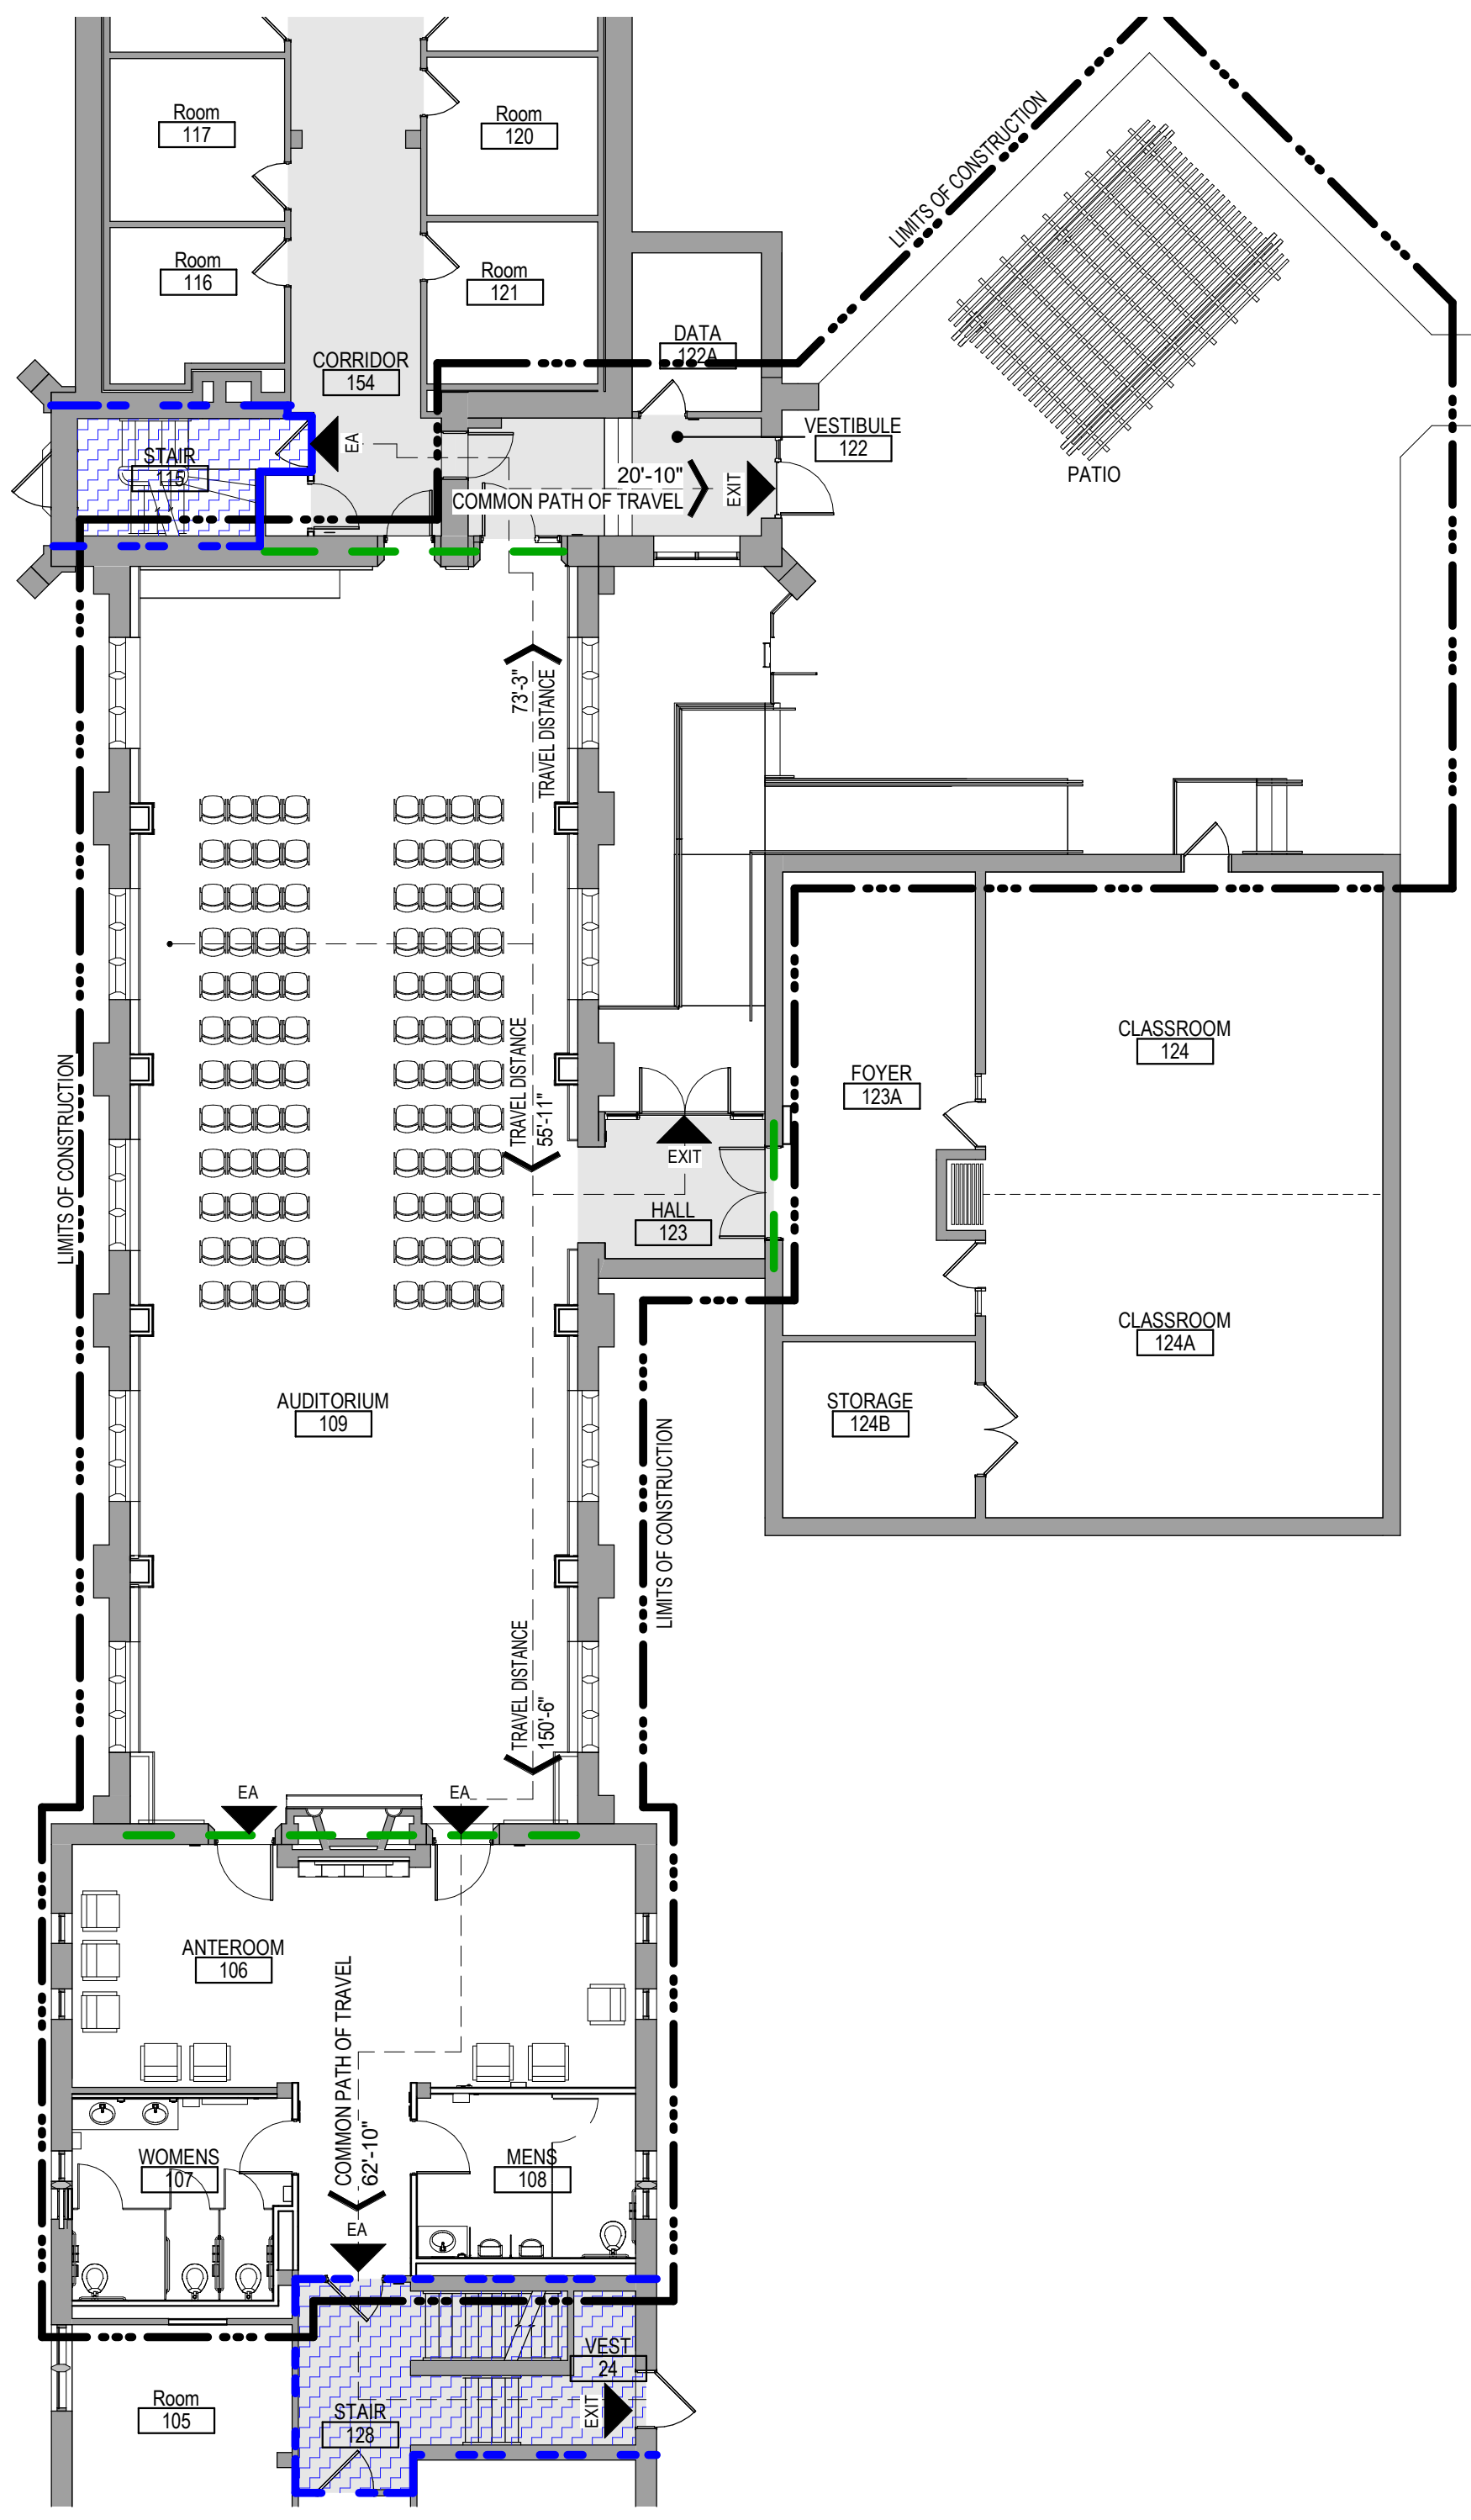 Room
117
Room
120
LIMITS OF CONSTRUCTION
Room
116
Room
121
DATA
122A
CORRIDOR
154
VESTIBULE
122
STAIR
115
EA
20'-10"
COMMON PATH OF TRAVEL
EXIT
PATIO
73'-3"
TRAVEL DISTANCE
TRAVEL DISTANCE
55'-11"
CLASSROOM
124
FOYER
123A
LIMITS OF CONSTRUCTION
EXIT
HALL
123
CLASSROOM
124A
AUDITORIUM
109
STORAGE
124B
LIMITS OF CONSTRUCTION
TRAVEL DISTANCE
150'-6"
EA
EA
ANTEROOM
106
COMMON PATH OF TRAVEL
62'-10"
WOMENS
107
MENS
108
EA
VEST
24
Room
105
STAIR
128
EXIT